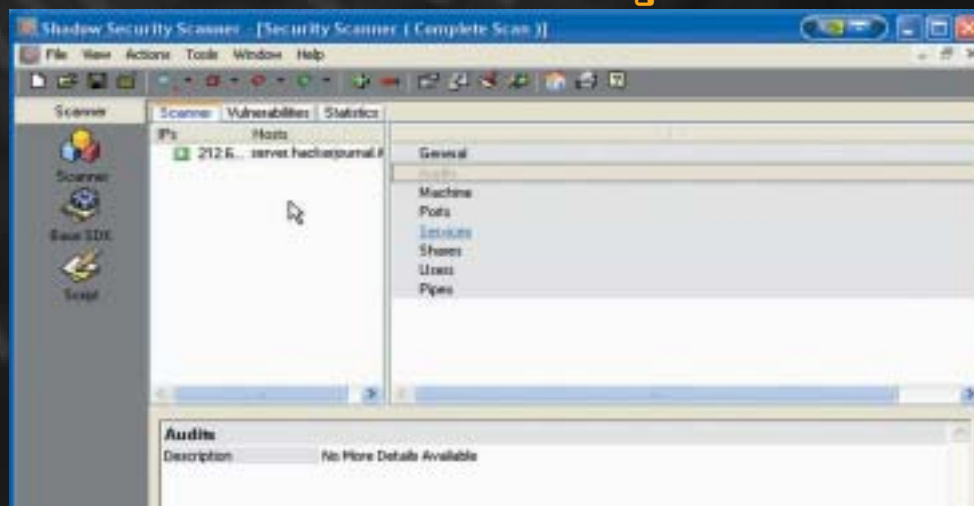 Shadow Security Scanner - [Security Scanner ( Complete Scan )]
File View Actions Tools Window Help
Scanner
Scanner Vulnerabilities Statistics
IPs Hosts
212.6... server.hackerjournal.
General
Audits
Machine
Ports
Services
Shares
Users
Pipes
Scanner
Base SDK
Script
Audits
Description No More Details Available